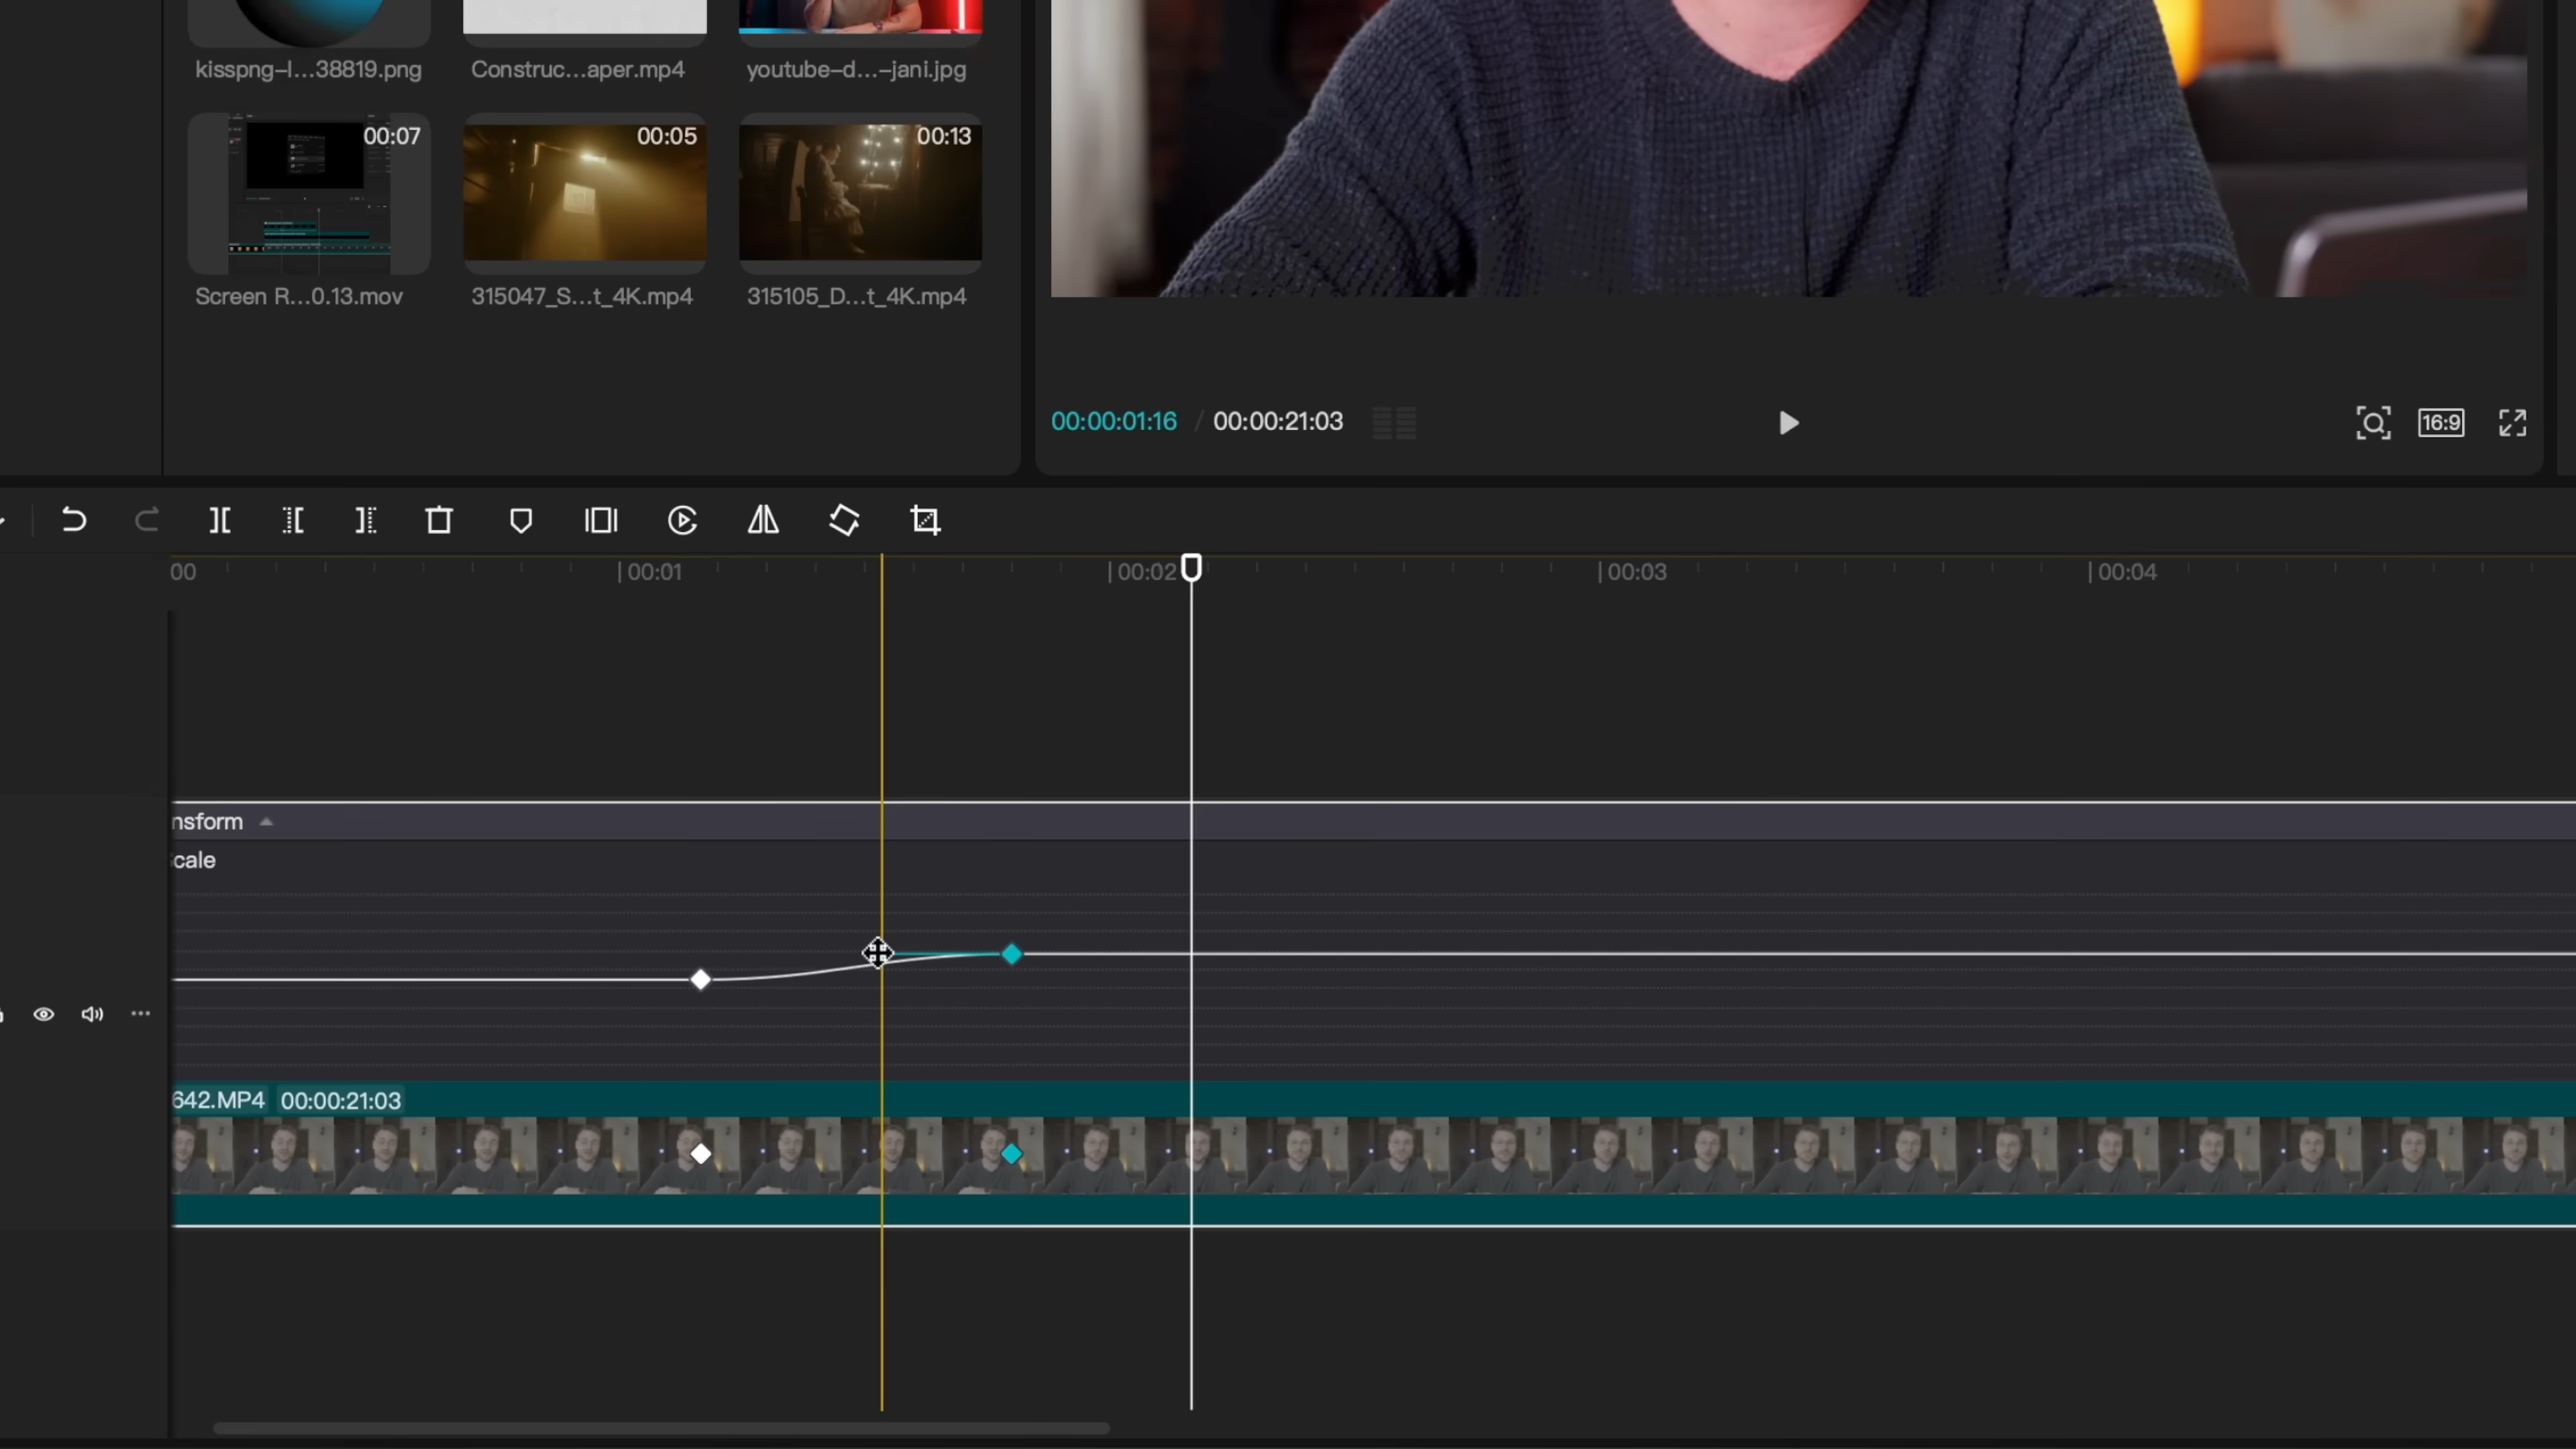 kisspng-l...38819.png
Construc...aper.mp4
youtube-d...-jani.jpg
00:07
00:05
00:13
Screen R...0.13.mov
315047_S...t_4K.mp4
315105_D...t_4K.mp4
00:00:01:16 / 00:00:21:03
16:9
00
00:01
00:02
00:03
00:04
nsform
cale
642.MP4 00:00:21:03